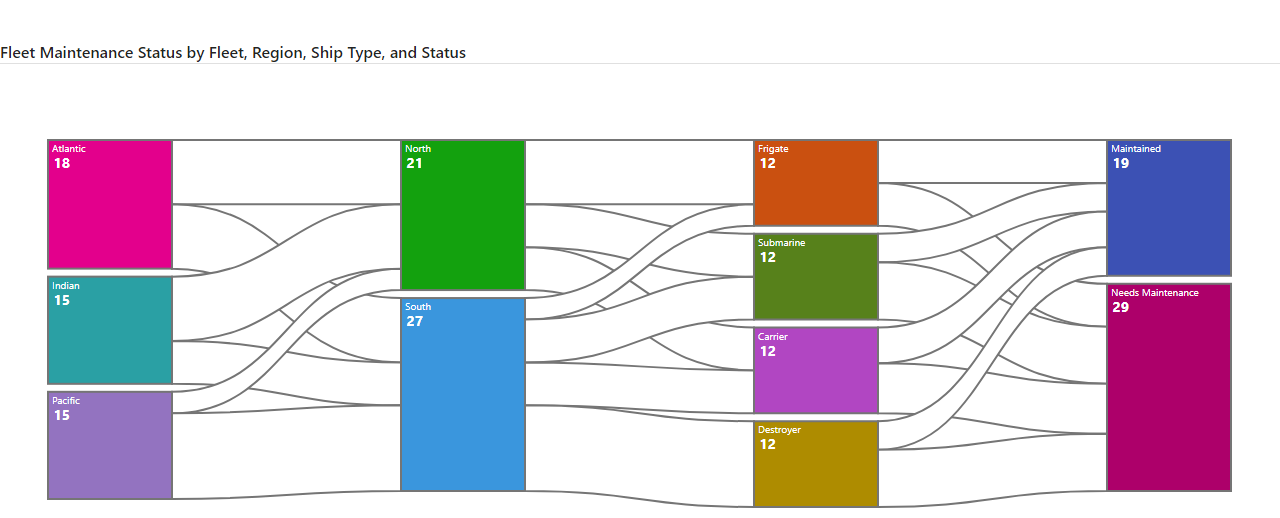 Fleet Maintenance Status by Fleet, Region, Ship Type, and Status
Atlantic
18
Indian
15
Pacific
15
North
21
South
27
Frigate
12
Submarine
12
Carrier
12
Destroyer
12
Maintained
19
Needs Maintenance
29